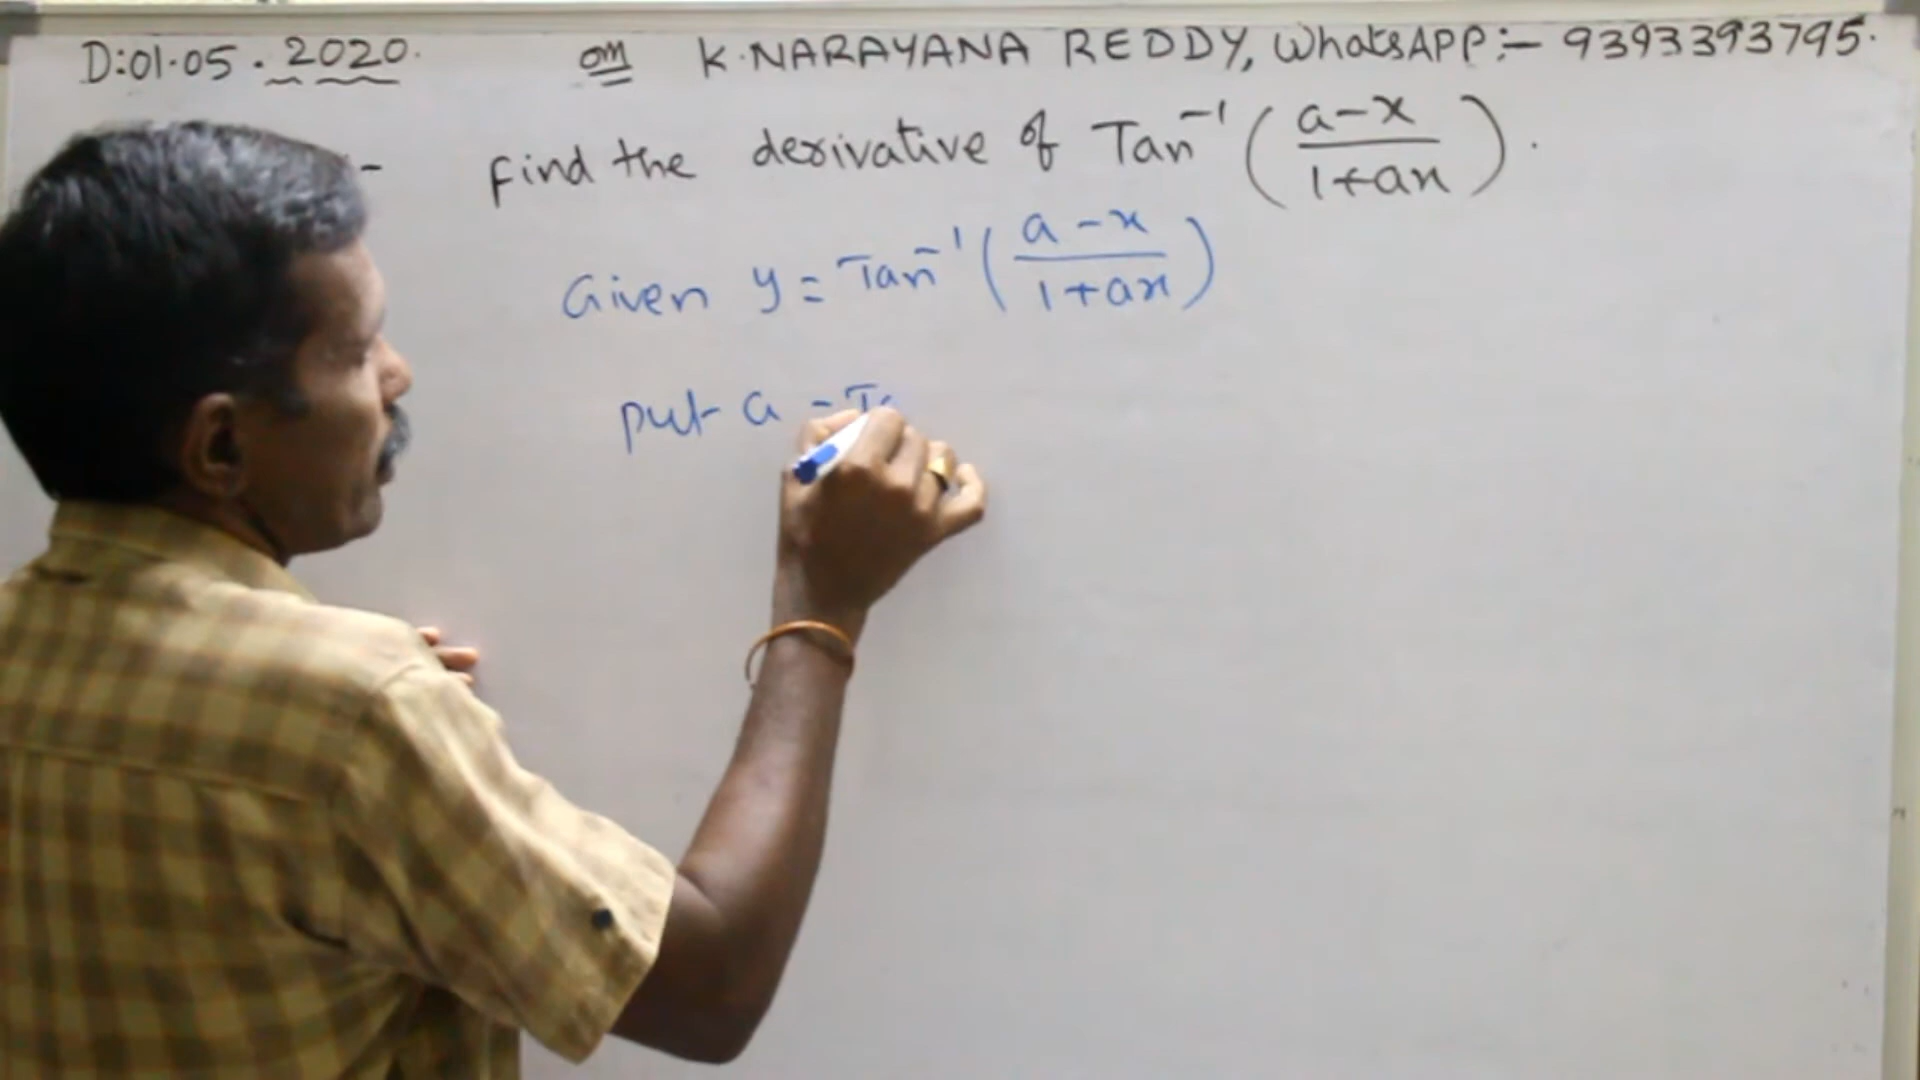 D:01.05.2020. om K.NARAYANA REDDY, WhatsAPP:- 9393393795.
- Find the derivative of Tan⁻¹ ( (a-x)/(1+ax) ).
Given y = Tan⁻¹ ( (a-x)/(1+ax) )
put a =